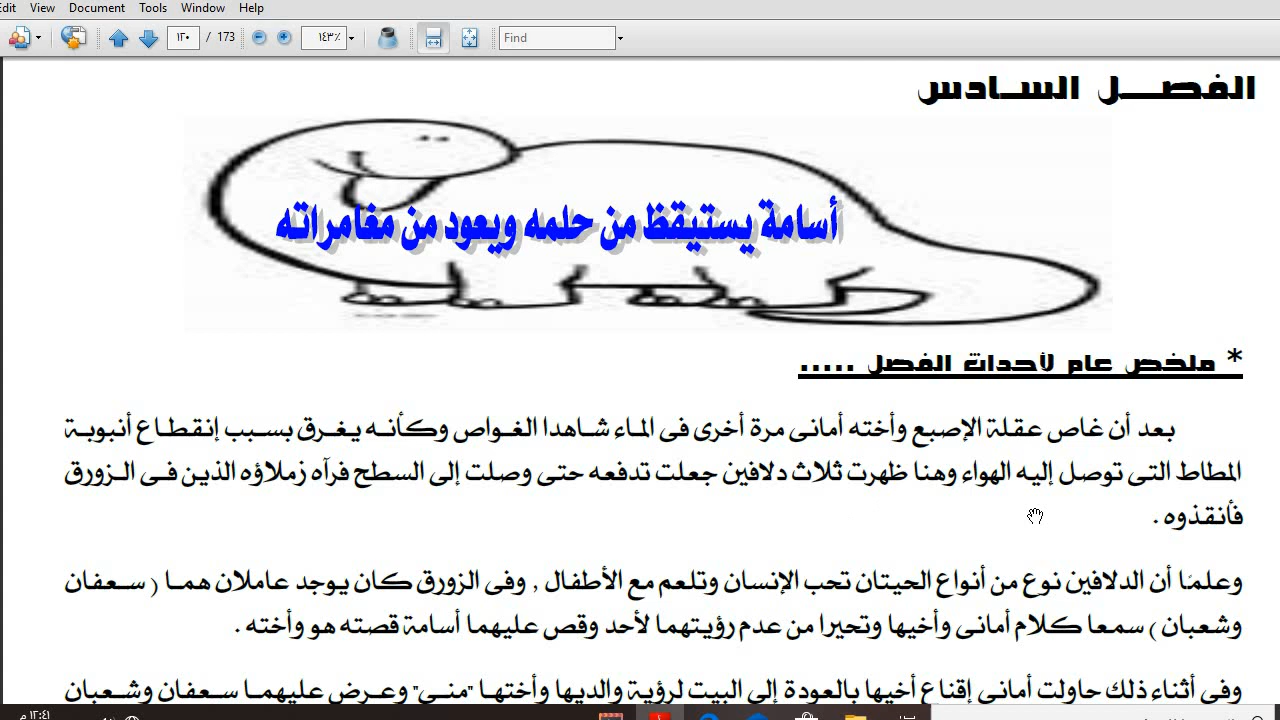 Edit View Document Tools Window Help
١٢٠ / 173 ١٤٣٪ Find
الفصل السادس
أسامة يستيقظ من حلمه ويعود من مغامراته
* ملخص عام لأحداث الفصل .....
بعد أن غاص عقلة الإصبع وأخته أمانى مرة أخرى فى الماء شاهدا الغواص وكأنه يغرق بسبب إنقطاع أنبوبة
المطاط التى توصل إليه الهواء وهنا ظهرت ثلاث دلافين جعلت تدفعه حتى وصلت إلى السطح فرآه زملاؤه الذين فى الزورق
فأنقذوه .
وعلمَا أن الدلافين نوع من أنواع الحيتان تحب الإنسان وتلعم مع الأطفال , وفى الزورق كان يوجد عاملان هما ( سعفان
وشعبان ) سمعا كلام أمانى وأخيها وتحيرا من عدم رؤيتهما لأحد وقص عليهما أسامة قصته هو وأخته .
وفى أثناء ذلك حاولت أمانى إقناع أخيها بالعودة إلى البيت لرؤية والديها وأختها "منى" وعرض عليهما سعفان وشعبان